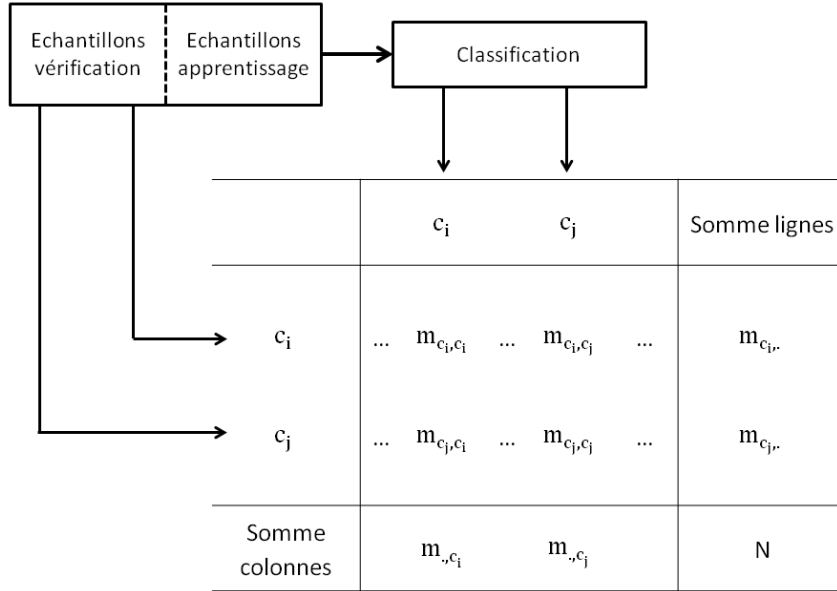 Echantillons vérification
Echantillons apprentissage
Classification
c_i c_j Somme lignes
c_i ... m_{c_i,c_i} ... m_{c_i,c_j} ... m_{c_i,.}
c_j ... m_{c_j,c_i} ... m_{c_j,c_j} ... m_{c_j,.}
Somme colonnes m_{.,c_i} m_{.,c_j} N